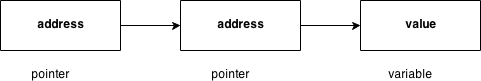 address address value
pointer pointer variable